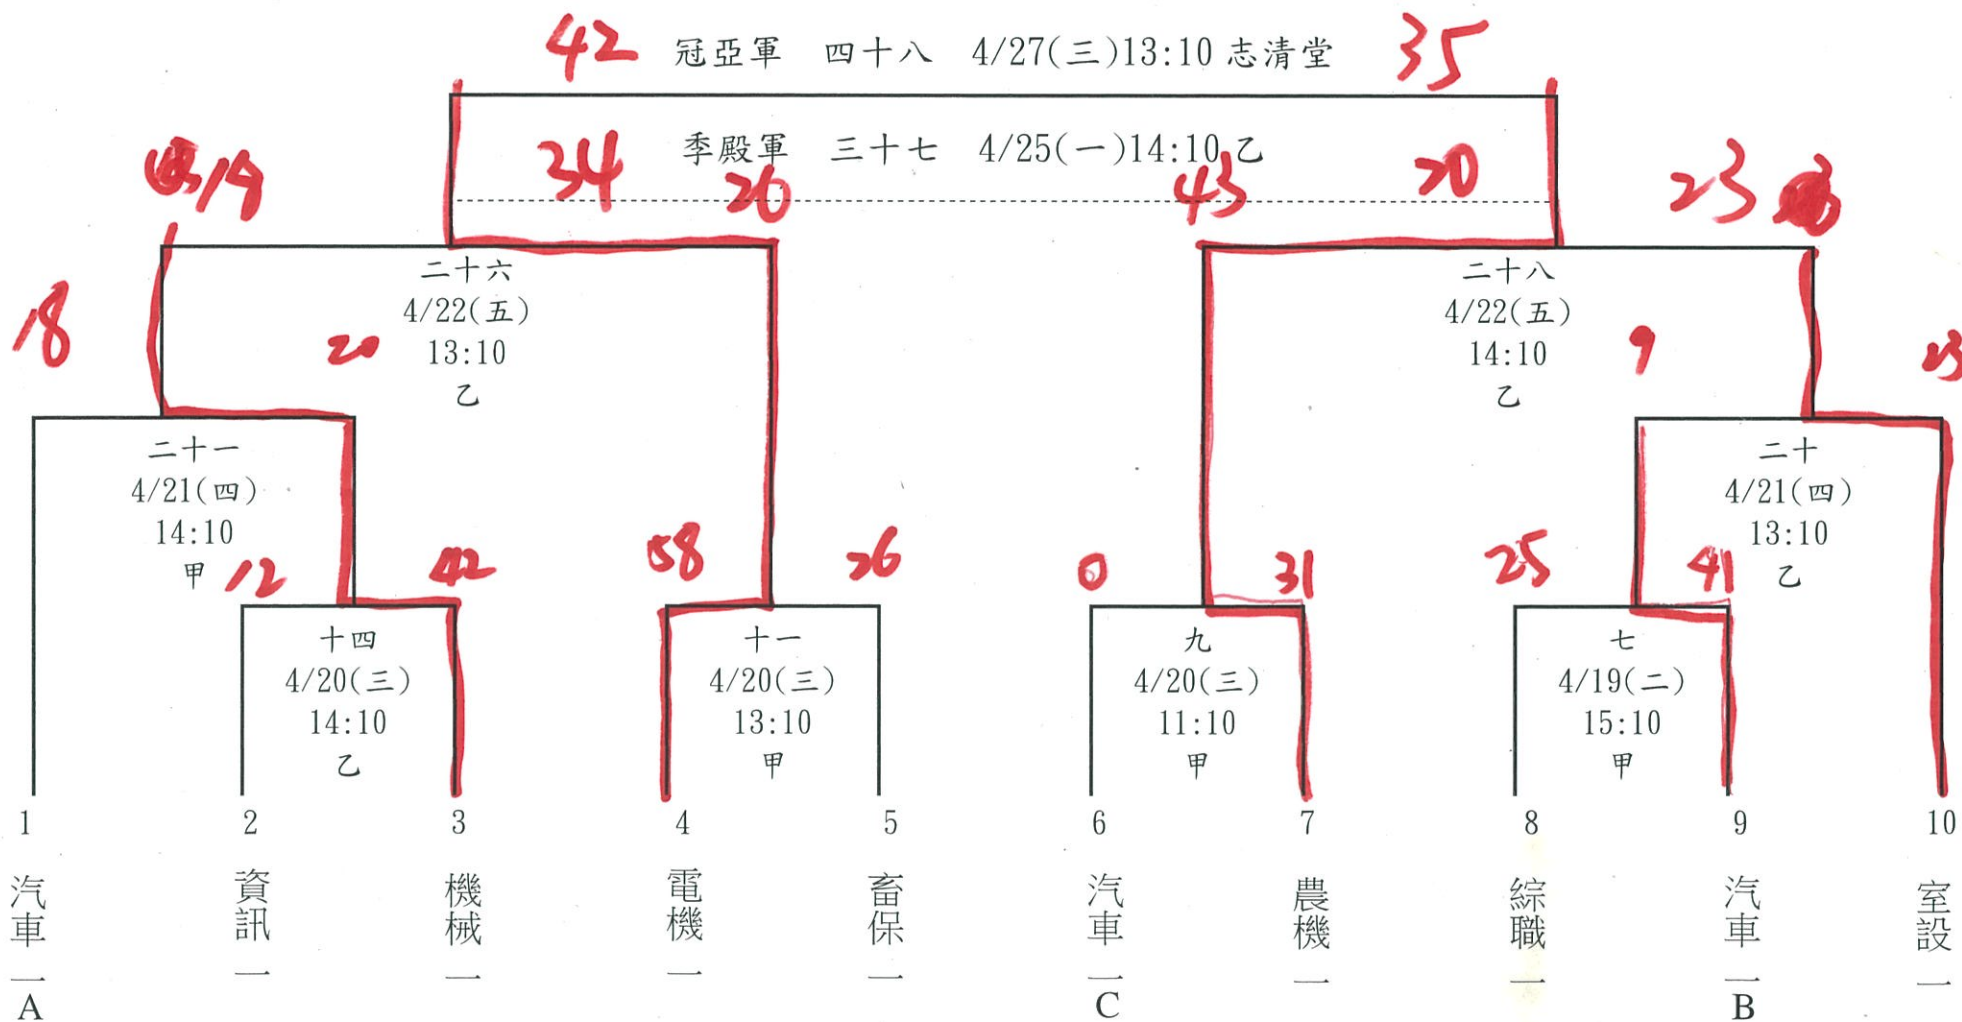 42 冠亞軍 四十八 4/27(三)13:10 志清堂 35
季殿軍 三十七 4/25(一)14:10 乙
19 34 26 43 20 23
二十六
4/22(五)
13:10
乙
二十八
4/22(五)
14:10
乙
18 20 9 23
二十一
4/21(四)
14:10
甲
二十
4/21(四)
13:10
乙
12 42 58 26 0 31 25 41
十四
4/20(三)
14:10
乙
十一
4/20(三)
13:10
甲
九
4/20(三)
11:10
甲
七
4/19(二)
15:10
甲
1 2 3 4 5 6 7 8 9 10
汽車一A
資訊一
機械一
電機一
畜保一
汽車一C
農機一
綜職一
汽車一B
室設一